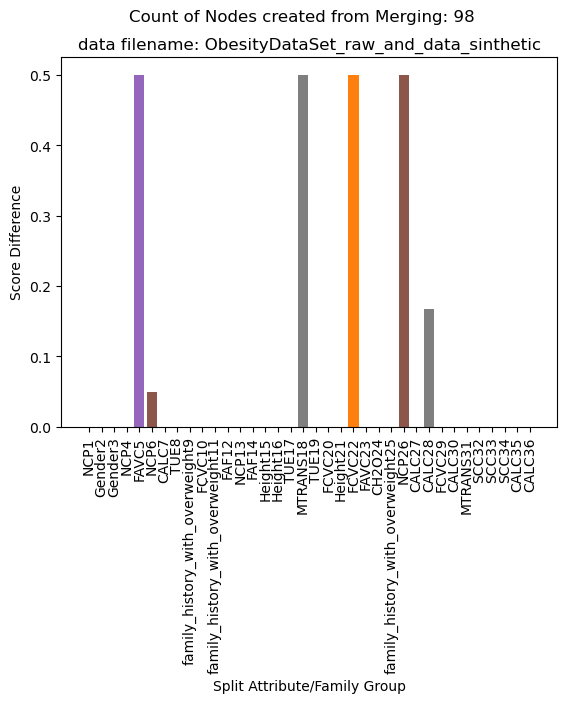 Count of Nodes created from Merging: 98
data filename: ObesityDataSet_raw_and_data_sinthetic
Score Difference
0.5
0.4
0.3
0.2
0.1
0.0
NCP1
Gender2
Gender3
NCP4
FAVC5
NCP6
CALC7
TUE8
family_history_with_overweight9
FCVC10
family_history_with_overweight11
FAF12
NCP13
FAF14
Height15
Height16
TUE17
MTRANS18
TUE19
FCVC20
Height21
FCVC22
FAVC23
CH2O24
family_history_with_overweight25
NCP26
CALC27
CALC28
FCVC29
CALC30
MTRANS31
SCC32
SCC33
SCC34
CALC35
CALC36
Split Attribute/Family Group